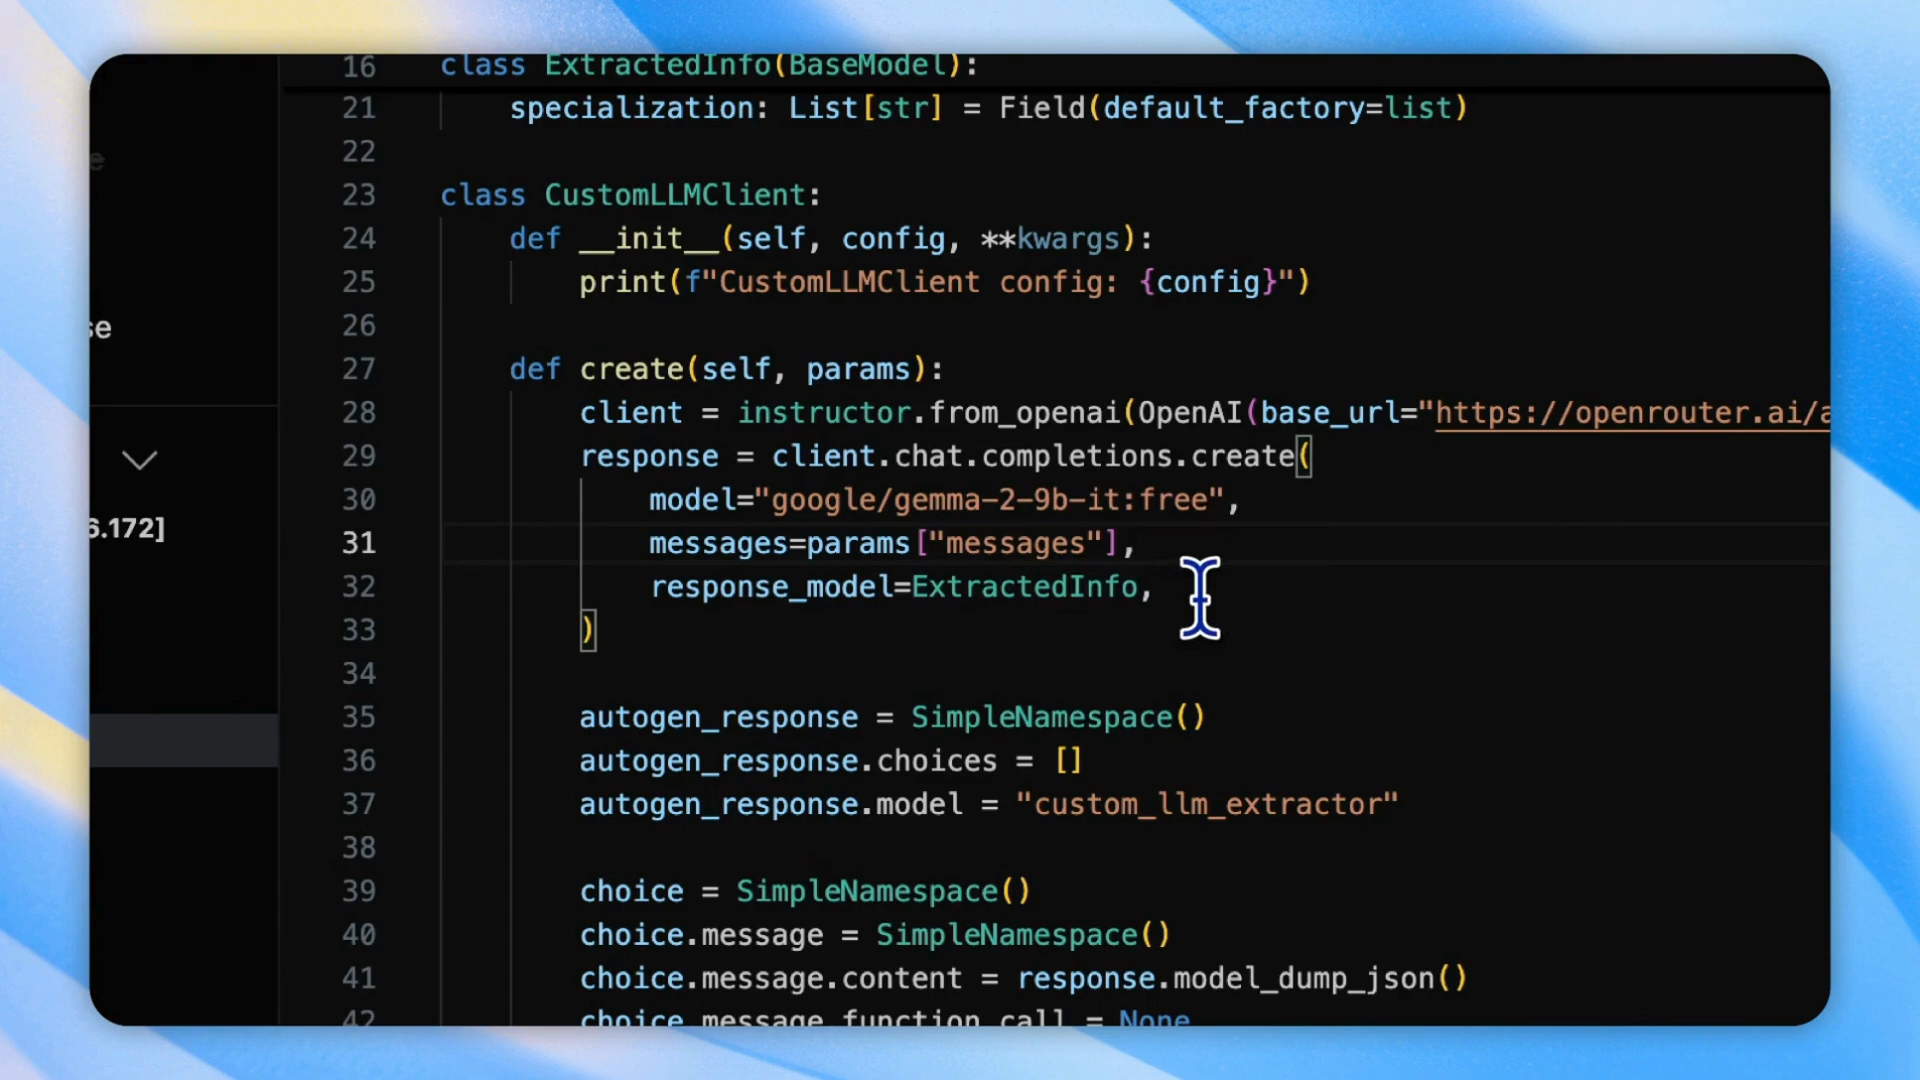 16 class ExtractedInfo(BaseModel):
21 specialization: List[str] = Field(default_factory=list)
22
23 class CustomLLMClient:
24 def __init__(self, config, **kwargs):
25 print(f"CustomLLMClient config: {config}")
26
27 def create(self, params):
28 client = instructor.from_openai(OpenAI(base_url="https://openrouter.ai/a
29 response = client.chat.completions.create(
30 model="google/gemma-2-9b-it:free",
31 messages=params["messages"],
32 response_model=ExtractedInfo,
33 )
34
35 autogen_response = SimpleNamespace()
36 autogen_response.choices = []
37 autogen_response.model = "custom_llm_extractor"
38
39 choice = SimpleNamespace()
40 choice.message = SimpleNamespace()
41 choice.message.content = response.model_dump_json()
42 choice.message.function_call = None
e
se
6.172]